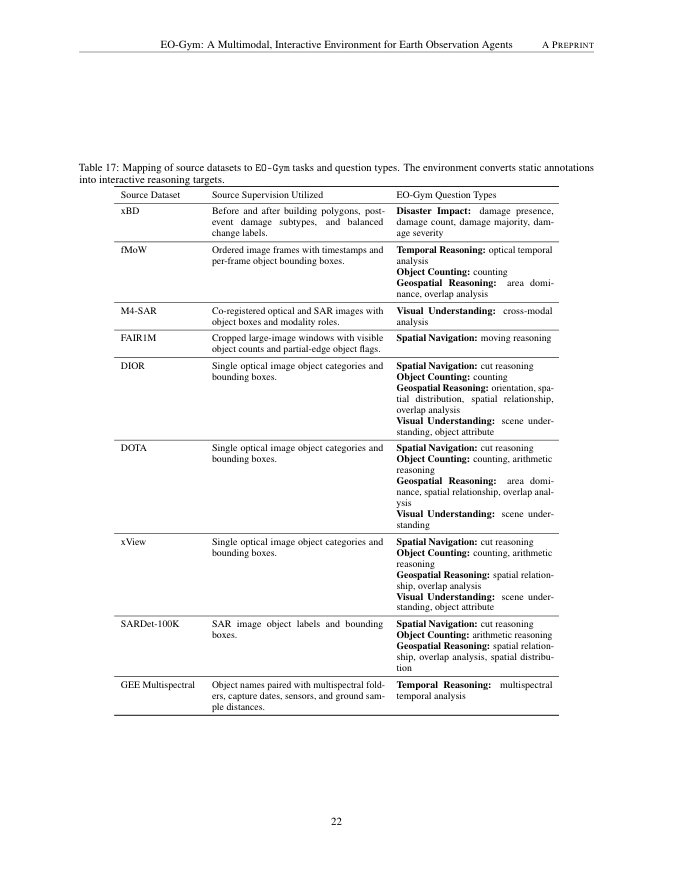 EO-Gym: A Multimodal, Interactive Environment for Earth Observation Agents A PREPRINT
Table 17: Mapping of source datasets to EO-Gym tasks and question types. The environment converts static annotations
into interactive reasoning targets.
Source Dataset Source Supervision Utilized EO-Gym Question Types
xBD Before and after building polygons, post- Disaster Impact: damage presence,
event damage subtypes, and balanced damage count, damage majority, dam-
change labels. age severity
fMoW Ordered image frames with timestamps and Temporal Reasoning: optical temporal
per-frame object bounding boxes. analysis
Object Counting: counting
Geospatial Reasoning: area domi-
nance, overlap analysis
M4-SAR Co-registered optical and SAR images with Visual Understanding: cross-modal
object boxes and modality roles. analysis
FAIR1M Cropped large-image windows with visible Spatial Navigation: moving reasoning
object counts and partial-edge object flags.
DIOR Single optical image object categories and Spatial Navigation: cut reasoning
bounding boxes. Object Counting: counting
Geospatial Reasoning: orientation, spa-
tial distribution, spatial relationship,
overlap analysis
Visual Understanding: scene under-
standing, object attribute
DOTA Single optical image object categories and Spatial Navigation: cut reasoning
bounding boxes. Object Counting: counting, arithmetic
reasoning
Geospatial Reasoning: area domi-
nance, spatial relationship, overlap anal-
ysis
Visual Understanding: scene under-
standing
xView Single optical image object categories and Spatial Navigation: cut reasoning
bounding boxes. Object Counting: counting, arithmetic
reasoning
Geospatial Reasoning: spatial relation-
ship, overlap analysis
Visual Understanding: scene under-
standing, object attribute
SARDet-100K SAR image object labels and bounding Spatial Navigation: cut reasoning
boxes. Object Counting: arithmetic reasoning
Geospatial Reasoning: spatial relation-
ship, overlap analysis, spatial distribu-
tion
GEE Multispectral Object names paired with multispectral fold- Temporal Reasoning: multispectral
ers, capture dates, sensors, and ground sam- temporal analysis
ple distances.
22